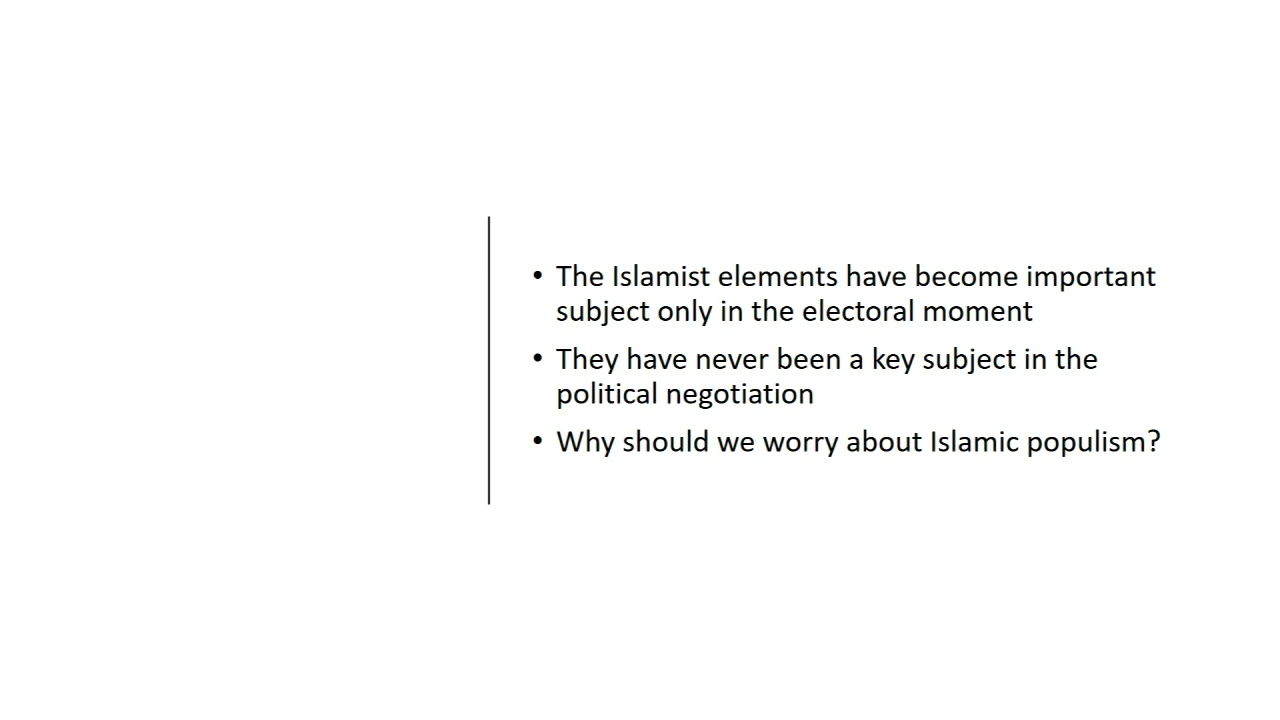 • The Islamist elements have become important
subject only in the electoral moment
• They have never been a key subject in the
political negotiation
• Why should we worry about Islamic populism?